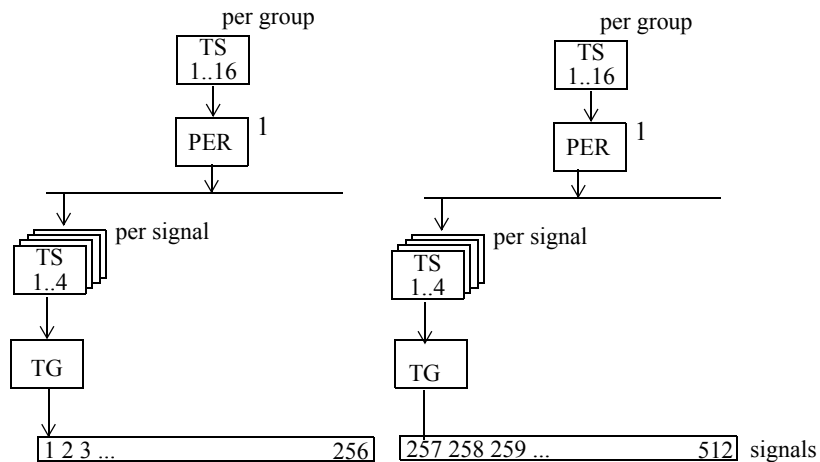 per group
TS
1..16
PER
1
per signal
TS
1..4
TG
1 2 3 ... 256
per group
TS
1..16
PER
1
per signal
TS
1..4
TG
257 258 259 ... 512
signals